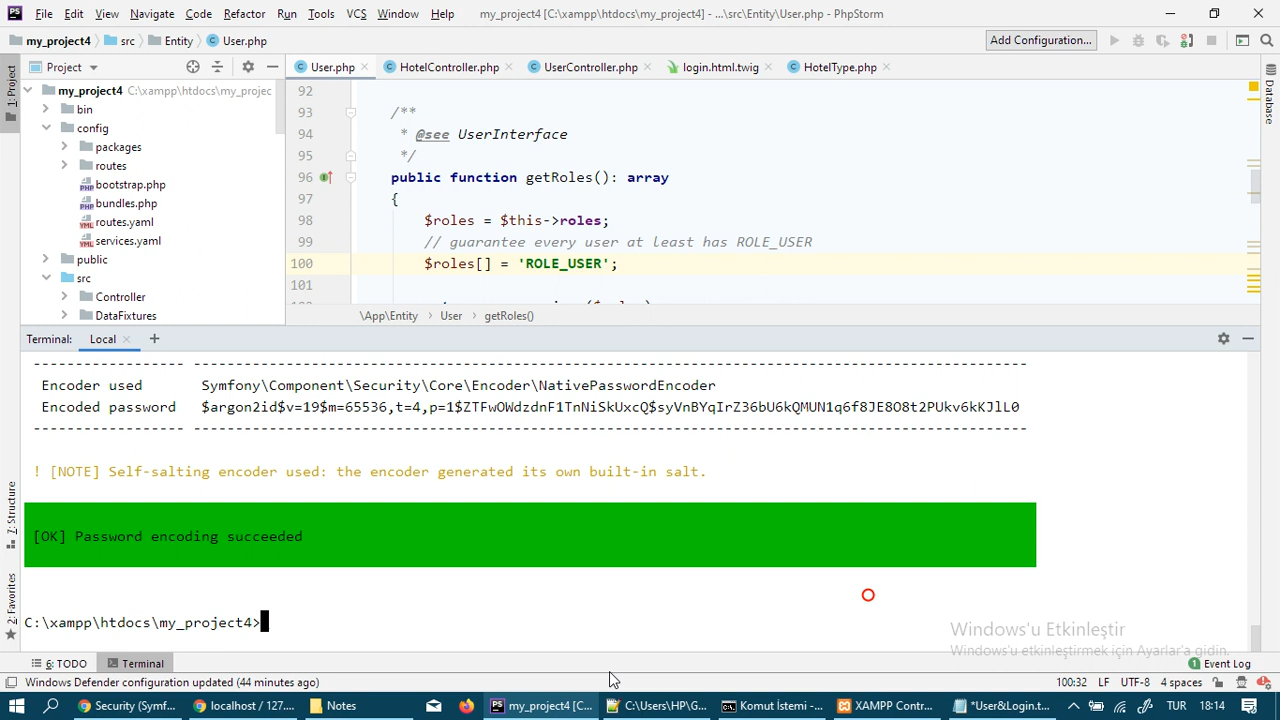 File Edit View Navigate Code Refactor Run Tools VCS Window Help my_project4 [C:\xampp\htdocs\my_project4] - ...\src\Entity\User.php - PhpStorm
my_project4 src Entity User.php Add Configuration...
Project User.php HotelController.php UserController.php login.html.twig HotelType.php
1: Project
my_project4 C:\xampp\htdocs\my_projec
bin
config
packages
routes
bootstrap.php
bundles.php
routes.yaml
services.yaml
public
src
Controller
DataFixtures
92
93 /**
94 * @see UserInterface
95 */
96 public function getRoles(): array
97 {
98 $roles = $this->roles;
99 // guarantee every user at least has ROLE_USER
100 $roles[] = 'ROLE_USER';
101
\App\Entity User getRoles()
Database
Terminal: Local
Encoder used Symfony\Component\Security\Core\Encoder\NativePasswordEncoder
Encoded password $argon2id$v=19$m=65536,t=4,p=1$ZTFwOWdzdnF1TnNiSkUxcQ$syVnBYqIrZ36bU6kQMUN1q6f8JE8O8t2PUkv6kKJlL0
! [NOTE] Self-salting encoder used: the encoder generated its own built-in salt.
[OK] Password encoding succeeded
C:\xampp\htdocs\my_project4>
Z: Structure
2: Favorites
Windows'u Etkinleştir
Windows'u etkinleştirmek için Ayarlar'a gidin.
6: TODO Terminal 1 Event Log
Windows Defender configuration updated (44 minutes ago) 100:32 LF UTF-8 4 spaces
Security (Symf... localhost / 127.... Notes my_project4 [C... C:\Users\HP\G... Komut İstemi - ... XAMPP Contr... *User&Login.t... TUR 18:14